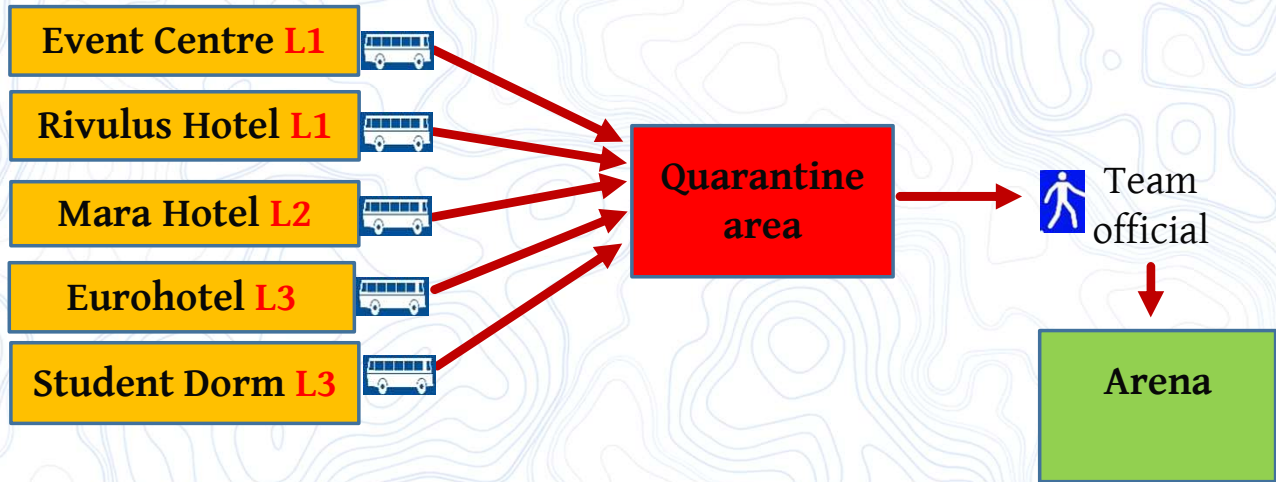 Event Centre L1
Rivulus Hotel L1
Mara Hotel L2
Eurohotel L3
Student Dorm L3
Quarantine
area
Team
official
Arena